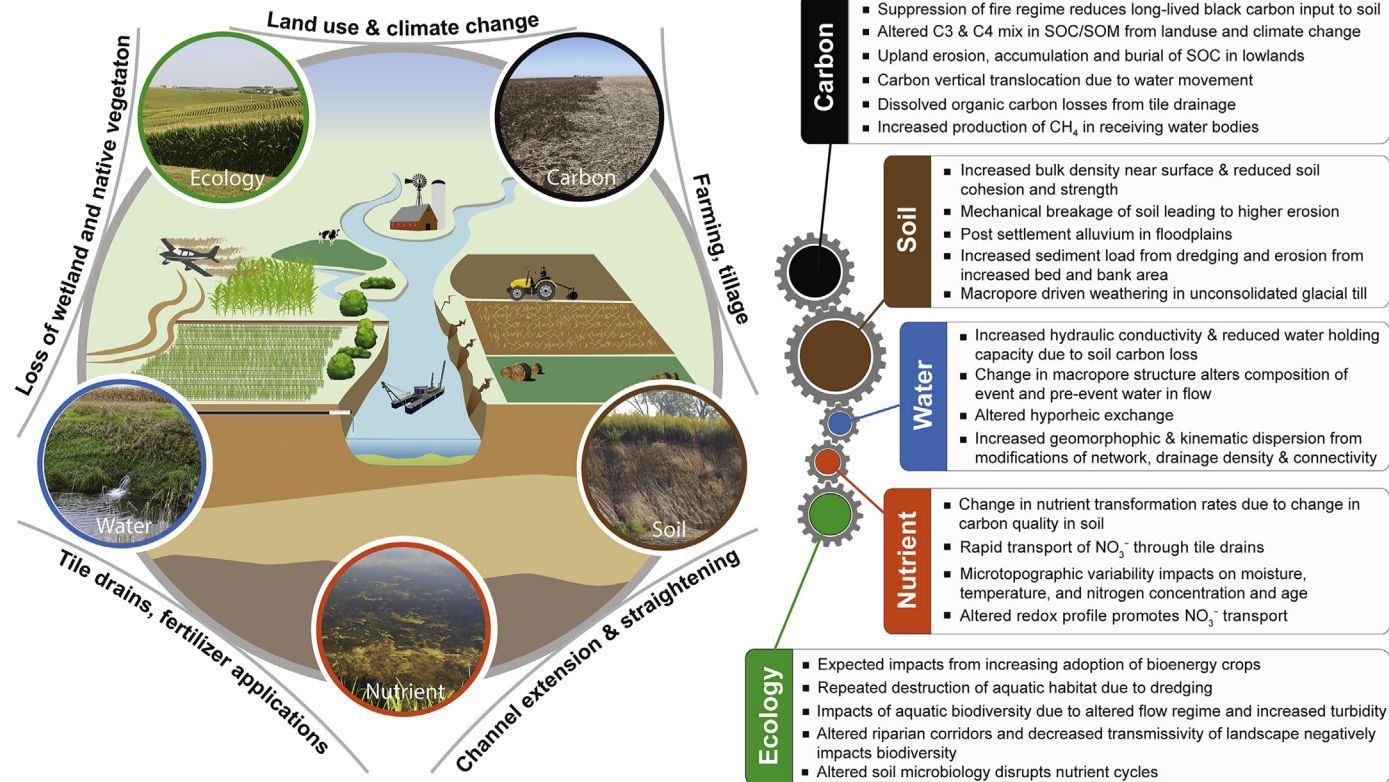 Land use & climate change
Loss of wetland and native vegetaton
Farming, tillage
Tile drains, fertilizer applications
Channel extension & straightening
Ecology
Carbon
Water
Soil
Nutrient
Carbon
▪ Suppression of fire regime reduces long-lived black carbon input to soil
▪ Altered C3 & C4 mix in SOC/SOM from landuse and climate change
▪ Upland erosion, accumulation and burial of SOC in lowlands
▪ Carbon vertical translocation due to water movement
▪ Dissolved organic carbon losses from tile drainage
▪ Increased production of CH₄ in receiving water bodies
Soil
▪ Increased bulk density near surface & reduced soil
cohesion and strength
▪ Mechanical breakage of soil leading to higher erosion
▪ Post settlement alluvium in floodplains
▪ Increased sediment load from dredging and erosion from
increased bed and bank area
▪ Macropore driven weathering in unconsolidated glacial till
Water
▪ Increased hydraulic conductivity & reduced water holding
capacity due to soil carbon loss
▪ Change in macropore structure alters composition of
event and pre-event water in flow
▪ Altered hyporheic exchange
▪ Increased geomorphophic & kinematic dispersion from
modifications of network, drainage density & connectivity
Nutrient
▪ Change in nutrient transformation rates due to change in
carbon quality in soil
▪ Rapid transport of NO₃⁻ through tile drains
▪ Microtopographic variability impacts on moisture,
temperature, and nitrogen concentration and age
▪ Altered redox profile promotes NO₃⁻ transport
Ecology
▪ Expected impacts from increasing adoption of bioenergy crops
▪ Repeated destruction of aquatic habitat due to dredging
▪ Impacts of aquatic biodiversity due to altered flow regime and increased turbidity
▪ Altered riparian corridors and decreased transmissivity of landscape negatively
impacts biodiversity
▪ Altered soil microbiology disrupts nutrient cycles